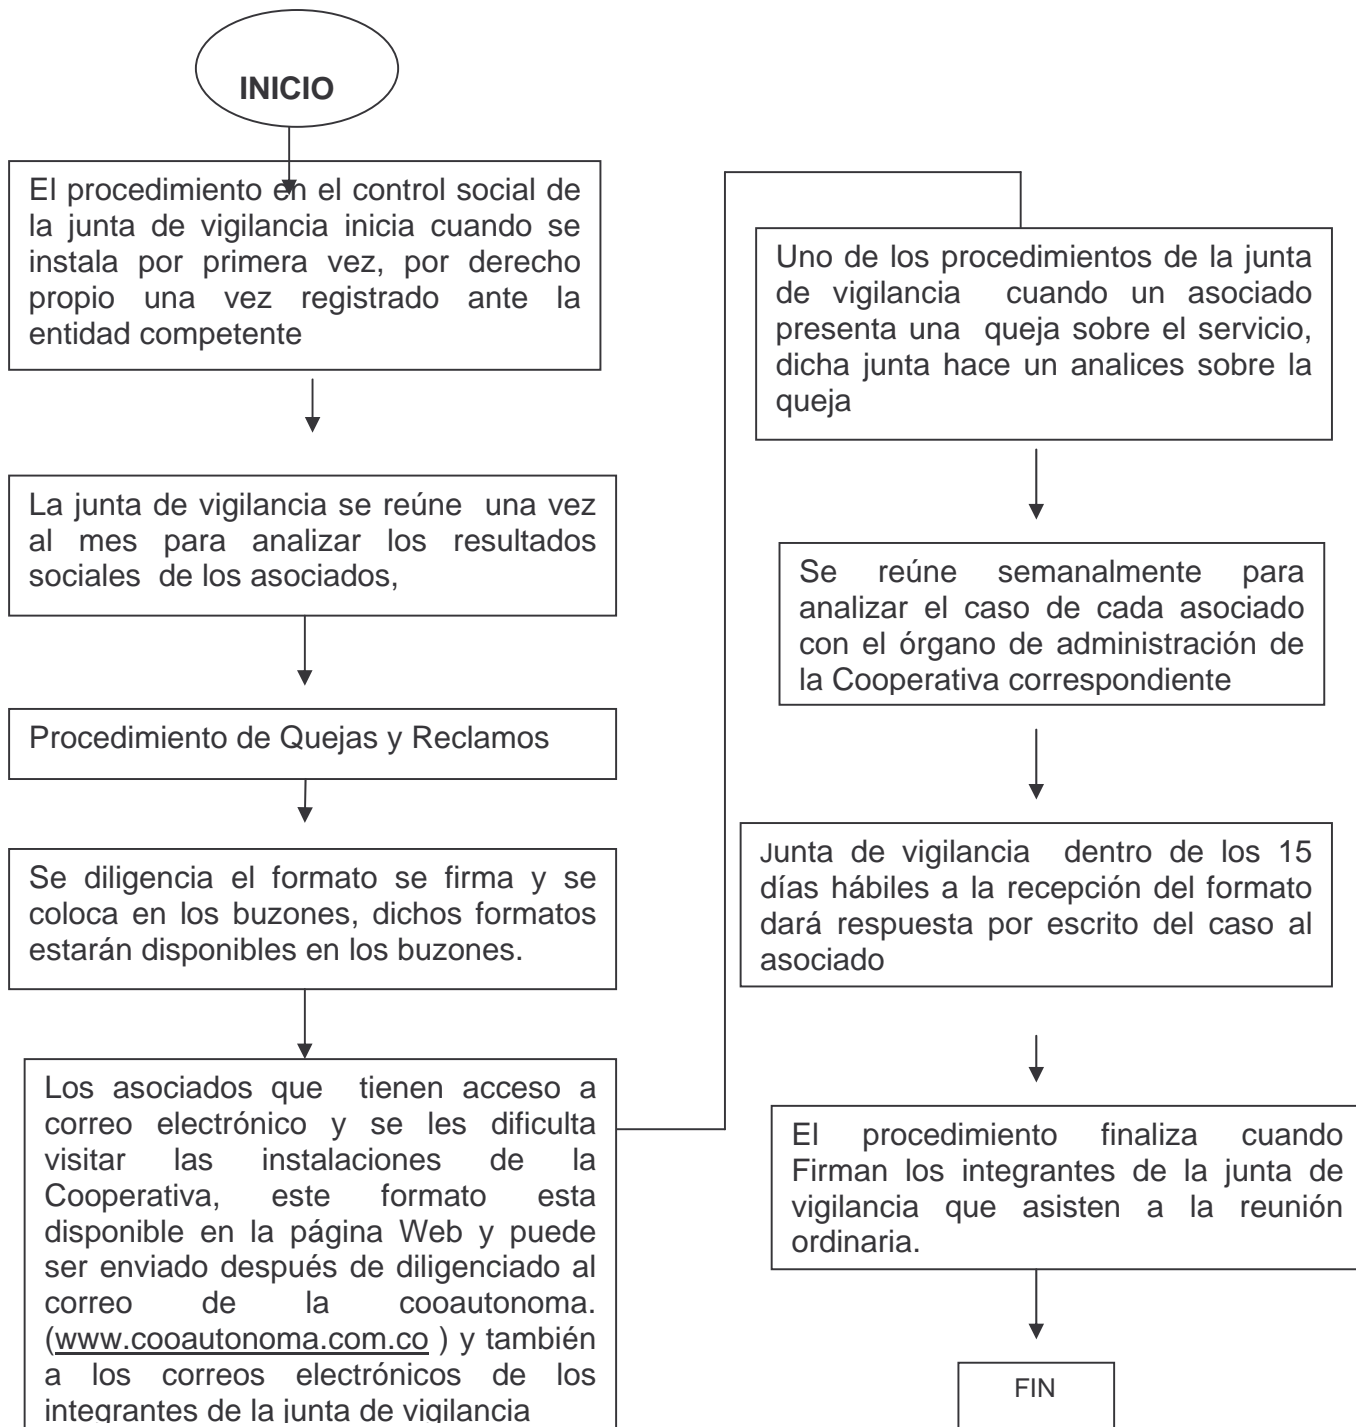 INICIO
El procedimiento en el control social de
la junta de vigilancia inicia cuando se
instala por primera vez, por derecho
propio una vez registrado ante la
entidad competente
La junta de vigilancia se reúne una vez
al mes para analizar los resultados
sociales de los asociados,
Procedimiento de Quejas y Reclamos
Se diligencia el formato se firma y se
coloca en los buzones, dichos formatos
estarán disponibles en los buzones.
Los asociados que tienen acceso a
correo electrónico y se les dificulta
visitar las instalaciones de la
Cooperativa, este formato esta
disponible en la página Web y puede
ser enviado después de diligenciado al
correo de la cooautonoma.
(www.cooautonoma.com.co ) y también
a los correos electrónicos de los
integrantes de la junta de vigilancia
Uno de los procedimientos de la junta
de vigilancia cuando un asociado
presenta una queja sobre el servicio,
dicha junta hace un analices sobre la
queja
Se reúne semanalmente para
analizar el caso de cada asociado
con el órgano de administración de
la Cooperativa correspondiente
Junta de vigilancia dentro de los 15
días hábiles a la recepción del formato
dará respuesta por escrito del caso al
asociado
El procedimiento finaliza cuando
Firman los integrantes de la junta de
vigilancia que asisten a la reunión
ordinaria.
FIN